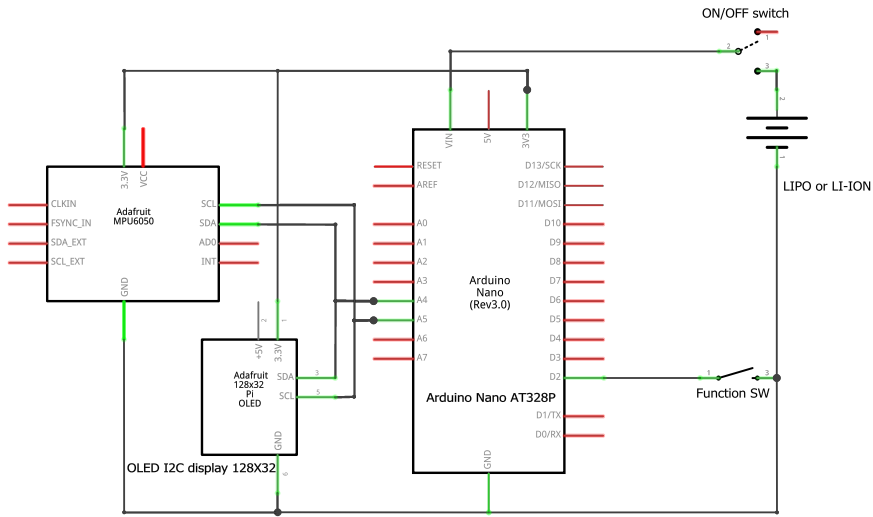 ON/OFF switch
1
2
3
2
1
LIPO or LI-ION
3.3V
VCC
CLKIN
FSYNC_IN
SDA_EXT
SCL_EXT
Adafruit
MPU6050
SCL
SDA
AD0
INT
GND
VIN
5V
3V3
RESET
AREF
A0
A1
A2
A3
A4
A5
A6
A7
D13/SCK
D12/MISO
D11/MOSI
D10
D9
D8
D7
D6
D5
D4
D3
D2
D1/TX
D0/RX
Arduino
Nano
(Rev3.0)
Arduino Nano AT328P
GND
1
3
Function SW
2
1
+5V
3.3V
Adafruit
128x32
Pi
OLED
SDA
SCL
3
5
GND
6
OLED I2C display 128X32